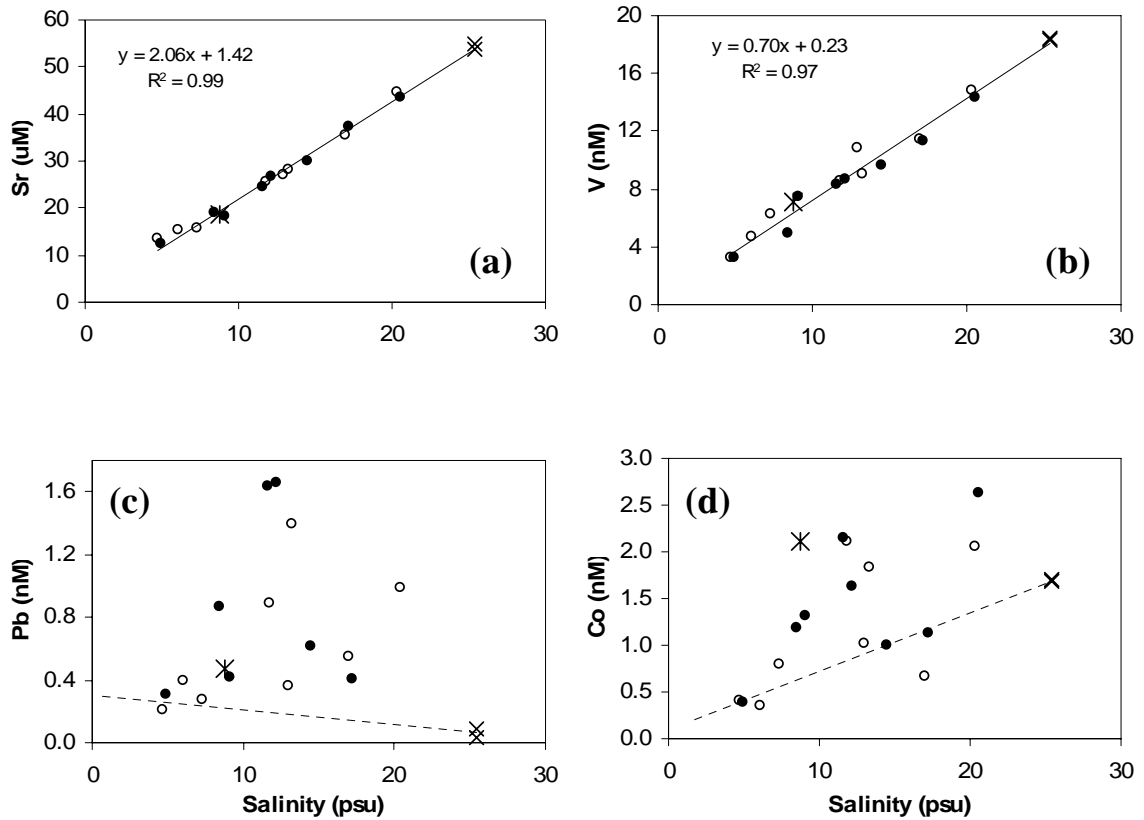 60
50
40
30
20
10
0
Sr (uM)
y = 2.06x + 1.42
R² = 0.99
(a)
0 10 20 30
20
16
12
8
4
0
V (nM)
y = 0.70x + 0.23
R² = 0.97
(b)
0 10 20 30
1.6
1.2
0.8
0.4
0.0
Pb (nM)
(c)
0 10 20 30
Salinity (psu)
3.0
2.5
2.0
1.5
1.0
0.5
0.0
Co (nM)
(d)
0 10 20 30
Salinity (psu)